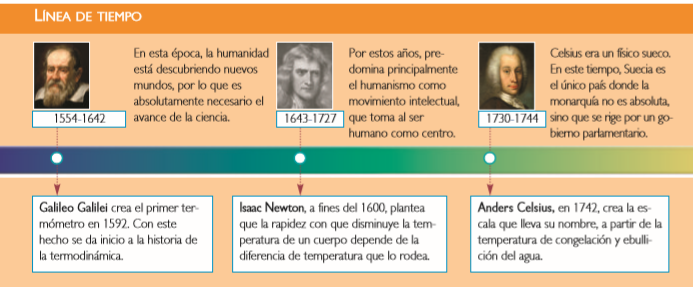 LÍNEA DE TIEMPO
En esta época, la humanidad
está descubriendo nuevos
mundos, por lo que es
absolutamente necesario el
avance de la ciencia.
1554-1642
Por estos años, pre-
domina principalmente
el humanismo como
movimiento intelectual,
que toma al ser
humano como centro.
1643-1727
Celsius era un físico sueco.
En este tiempo, Suecia es
el único país donde la
monarquía no es absoluta,
sino que se rige por un go-
bierno parlamentario.
1730-1744
Galileo Galilei crea el primer ter-
mómetro en 1592. Con este
hecho se da inicio a la historia de
la termodinámica.
Isaac Newton, a fines del 1600, plantea
que la rapidez con que disminuye la tem-
peratura de un cuerpo depende de la
diferencia de temperatura que lo rodea.
Anders Celsius, en 1742, crea la es-
cala que lleva su nombre, a partir de la
temperatura de congelación y ebulli-
ción del agua.